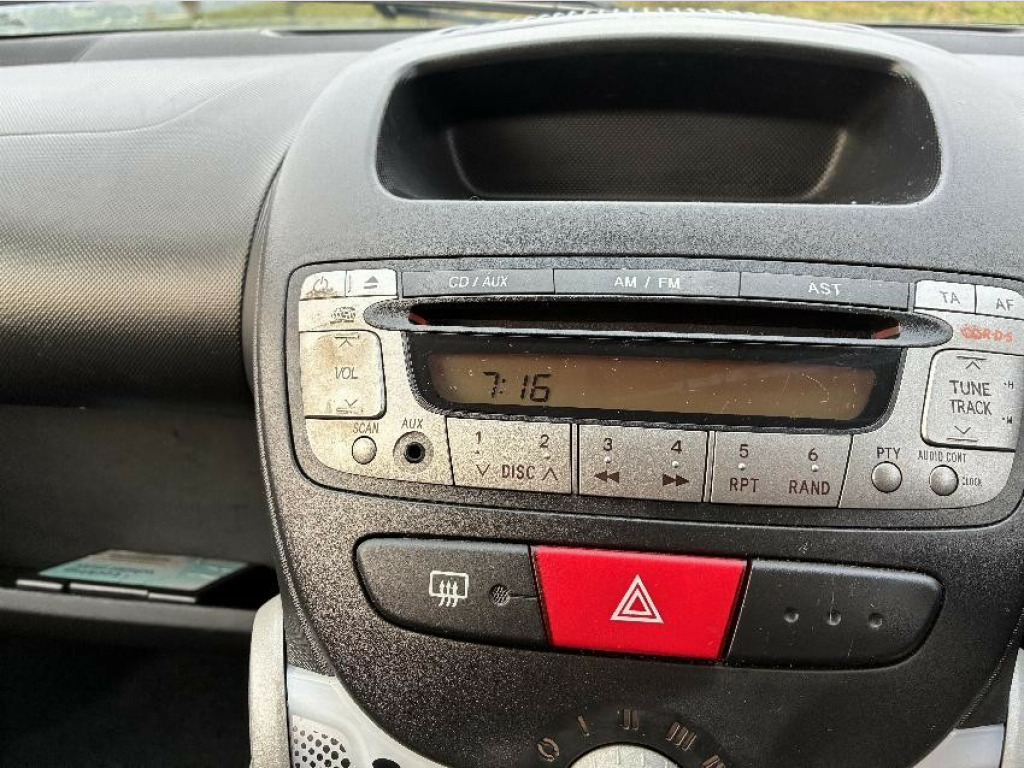 CD / AUX AM / FM AST TA AF
R·D·S
VOL
7:16
TUNE
TRACK
·H
·M
SCAN AUX
1 2 3 4 5 6
DISC RPT RAND
PTY AUDIO CONT
CLOCK